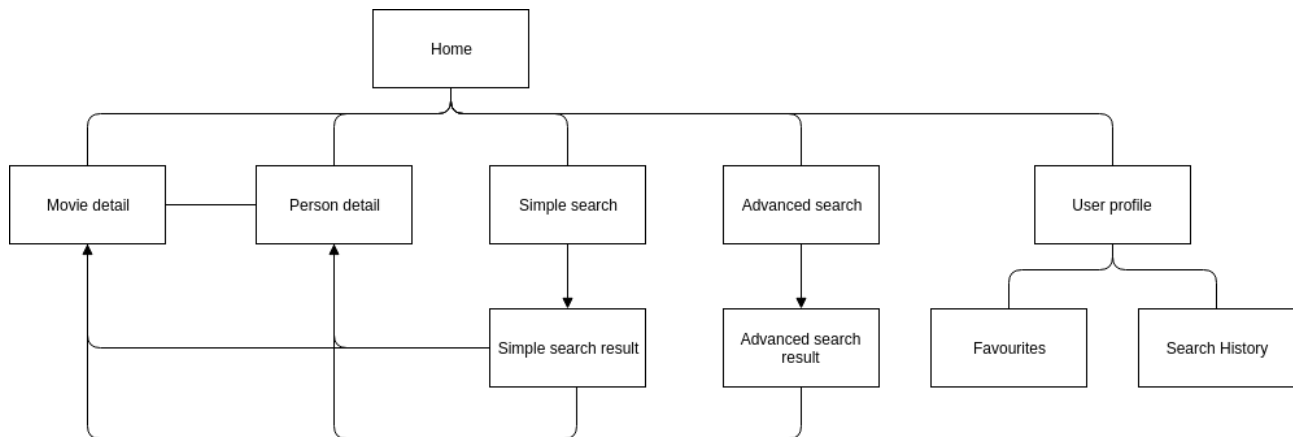 Home
Movie detail
Person detail
Simple search
Advanced search
User profile
Simple search result
Advanced search
result
Favourites
Search History